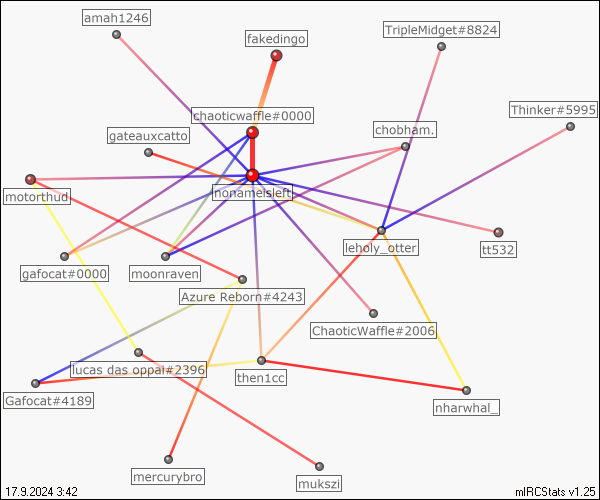 amah1246
fakedingo
TripleMidget#8824
chaoticwaffle#0000
Thinker#5995
gateauxcatto
chobham.
nonameisleft
motorthud
leholy_otter
tt532
gafocat#0000
moonraven
Azure Reborn#4243
ChaoticWaffle#2006
lucas das oppai#2396
then1cc
Gafocat#4189
nharwhal_
mercurybro
mukszi
17.9.2024 3:42
mIRCStats v1.25